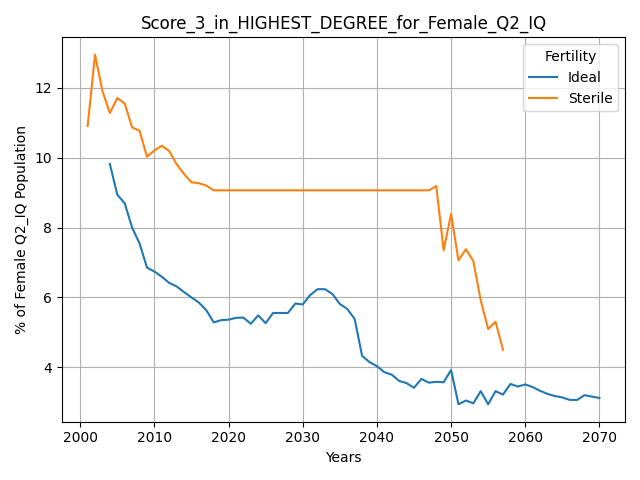 Score_3_in_HIGHEST_DEGREE_for_Female_Q2_IQ
Fertility
Ideal
Sterile
% of Female Q2_IQ Population
12
10
8
6
4
2000 2010 2020 2030 2040 2050 2060 2070
Years